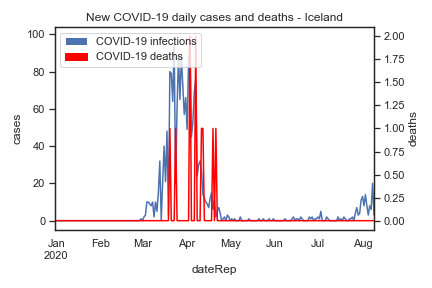 New COVID-19 daily cases and deaths - Iceland
COVID-19 infections
COVID-19 deaths
100
80
60
40
20
0
cases
2.00
1.75
1.50
1.25
1.00
0.75
0.50
0.25
0.00
deaths
Jan Feb Mar Apr May Jun Jul Aug
2020
dateRep